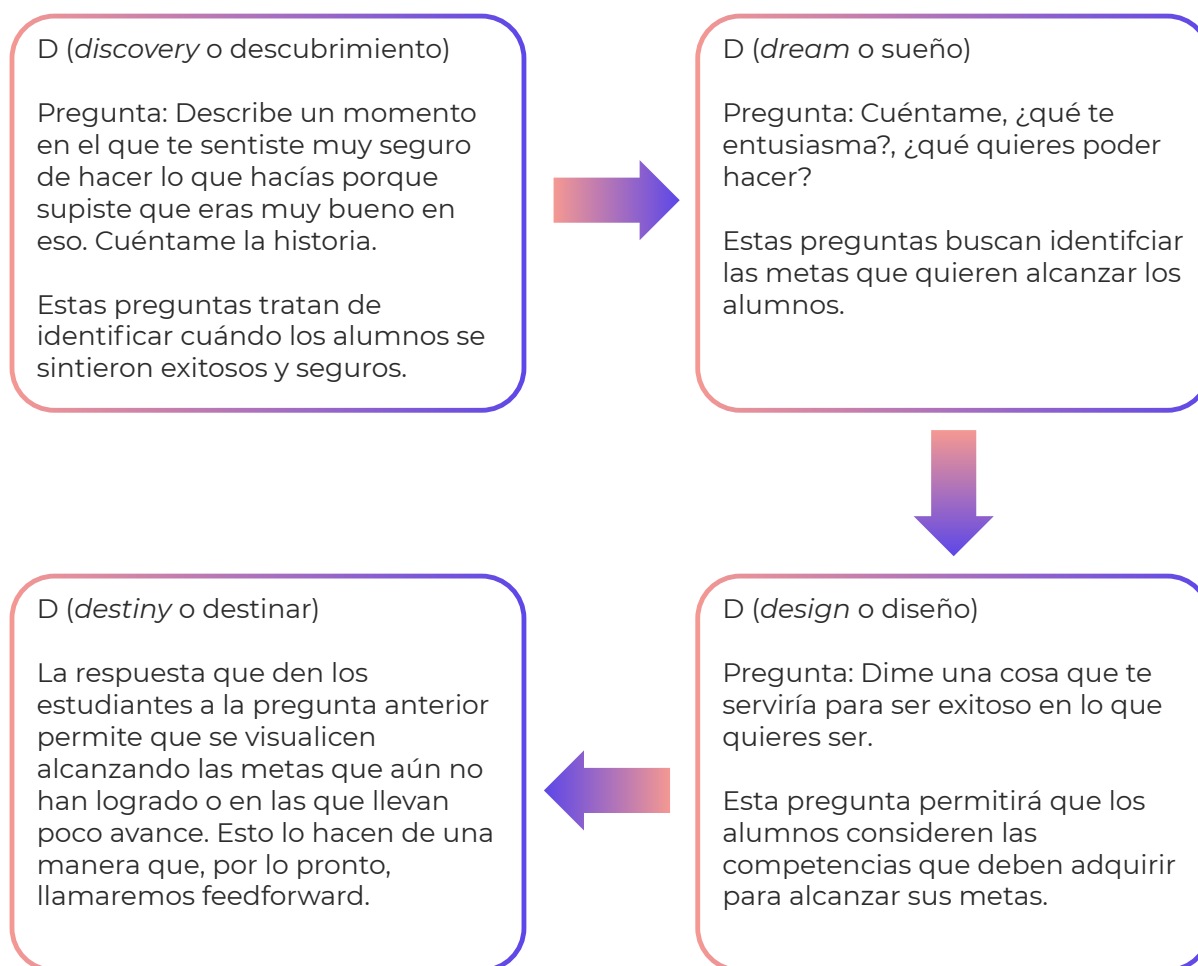 D (discovery o descubrimiento)
Pregunta: Describe un momento
en el que te sentiste muy seguro
de hacer lo que hacías porque
supiste que eras muy bueno en
eso. Cuéntame la historia.
Estas preguntas tratan de
identificar cuándo los alumnos se
sintieron exitosos y seguros.
D (dream o sueño)
Pregunta: Cuéntame, ¿qué te
entusiasma?, ¿qué quieres poder
hacer?
Estas preguntas buscan identifciar
las metas que quieren alcanzar los
alumnos.
D (design o diseño)
Pregunta: Dime una cosa que te
serviría para ser exitoso en lo que
quieres ser.
Esta pregunta permitirá que los
alumnos consideren las
competencias que deben adquirir
para alcanzar sus metas.
D (destiny o destinar)
La respuesta que den los
estudiantes a la pregunta anterior
permite que se visualicen
alcanzando las metas que aún no
han logrado o en las que llevan
poco avance. Esto lo hacen de una
manera que, por lo pronto,
llamaremos feedforward.